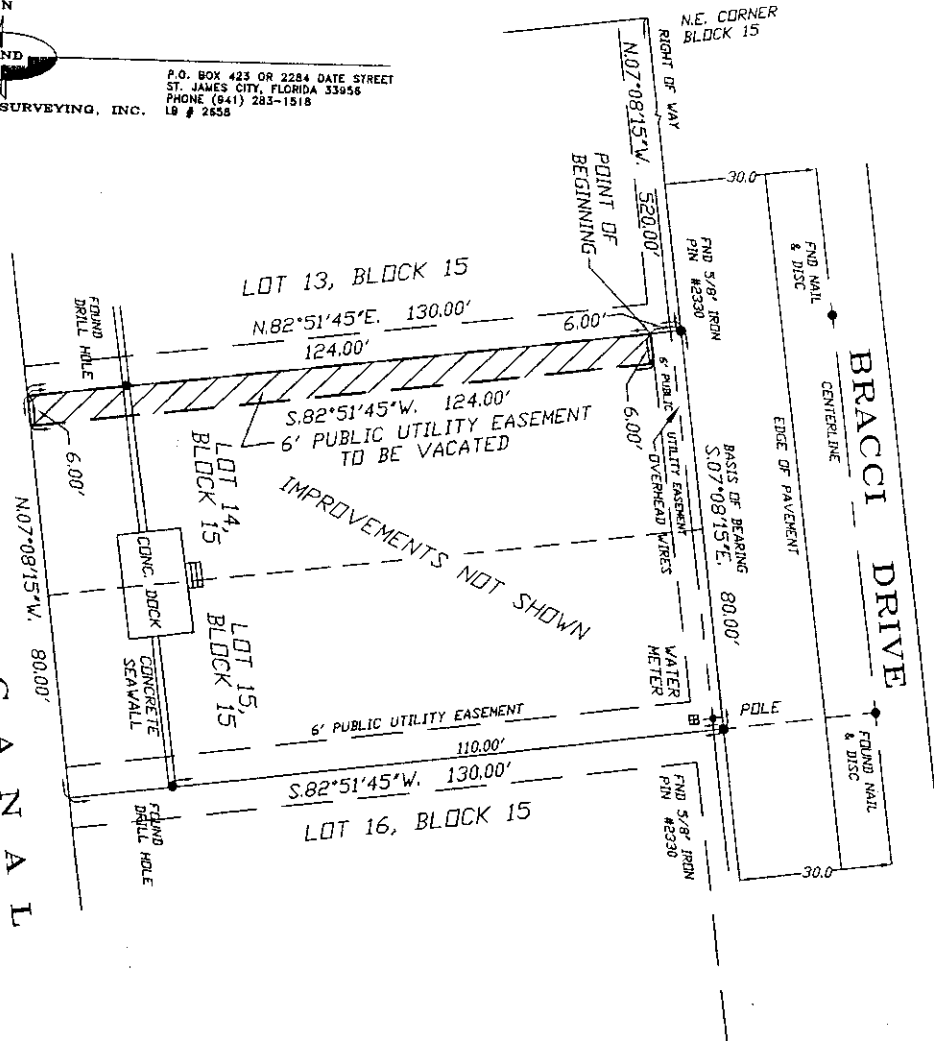 N
ND
SURVEYING, INC.
P.O. BOX 423 OR 2284 DATE STREET
ST. JAMES CITY, FLORIDA 33956
PHONE (941) 283-1518
LB # 2658
N.E. CORNER
BLOCK 15
RIGHT OF WAY
N.07°08'15"W. 520.00'
POINT OF
BEGINNING
30.0
FND NAIL
& DISC
FND 5/8' IRON
PIN #2330
BRACCI DRIVE
CENTERLINE
EDGE OF PAVEMENT
LOT 13, BLOCK 15
N.82°51'45"E. 130.00'
124.00'
6.00'
FOUND
DRILL HOLE
S.82°51'45"W. 124.00'
6' PUBLIC UTILITY EASEMENT
TO BE VACATED
6.00'
6.00'
6' PUBLIC UTILITY EASEMENT
OVERHEAD WIRES
BASIS OF BEARING
S.07°08'15"E. 80.00'
LOT 14,
BLOCK 15
IMPROVEMENTS NOT SHOWN
N.07°08'15"W. 80.00'
CONC. DOCK
LOT 15,
BLOCK 15
CONCRETE
SEAWALL
WATER
METER
POLE
FOUND NAIL
& DISC
6' PUBLIC UTILITY EASEMENT
110.00'
S.82°51'45"W. 130.00'
FOUND
DRILL HOLE
LOT 16, BLOCK 15
FND 5/8' IRON
PIN #2330
30.0
CANAL